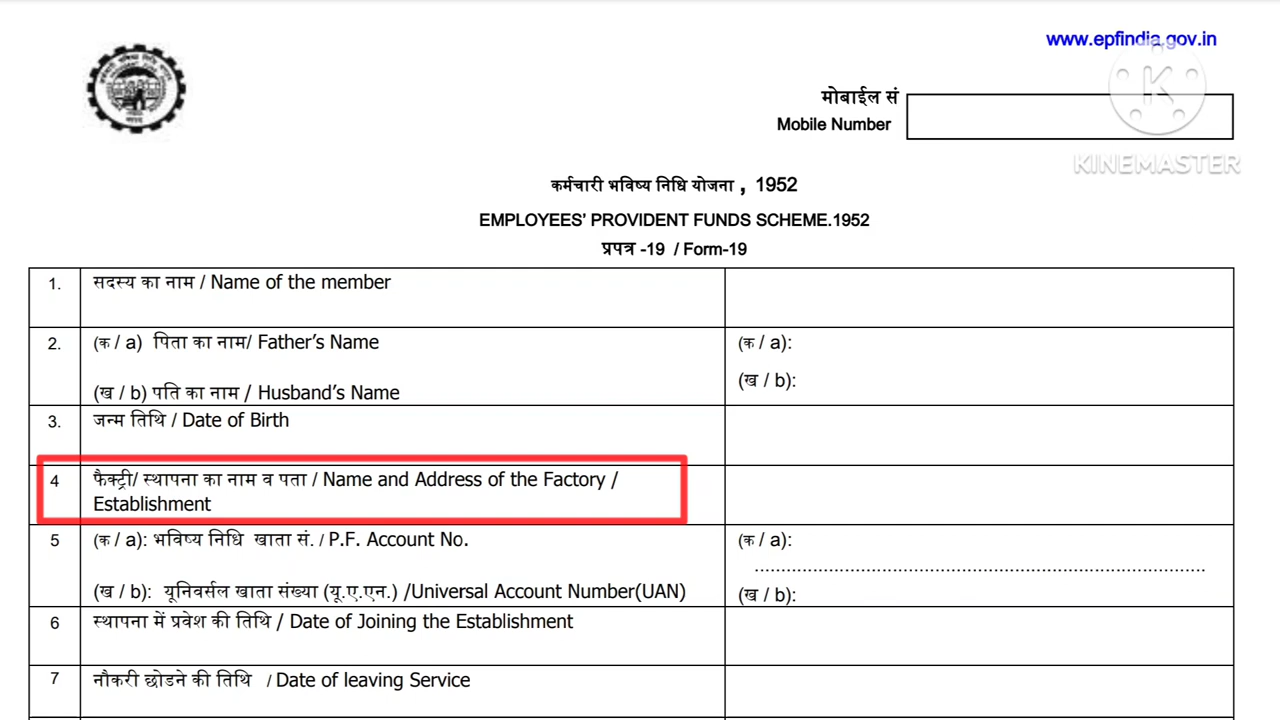 www.epfindia.gov.in
मोबाईल सं
Mobile Number
KINEMASTER
कर्मचारी भविष्य निधि योजना , 1952
EMPLOYEES’ PROVIDENT FUNDS SCHEME.1952
प्रपत्र -19 / Form-19
1. सदस्य का नाम / Name of the member
2. (क / a) पिता का नाम/ Father’s Name (क / a):
(ख / b) पति का नाम / Husband’s Name (ख / b):
3. जन्म तिथि / Date of Birth
4 फैक्ट्री/ स्थापना का नाम व पता / Name and Address of the Factory /
Establishment
5 (क / a): भविष्य निधि खाता सं. / P.F. Account No. (क / a):
....................................................................................
(ख / b): यूनिवर्सल खाता संख्या (यू.ए.एन.) /Universal Account Number(UAN) (ख / b):
6 स्थापना में प्रवेश की तिथि / Date of Joining the Establishment
7 नौकरी छोडने की तिथि / Date of leaving Service